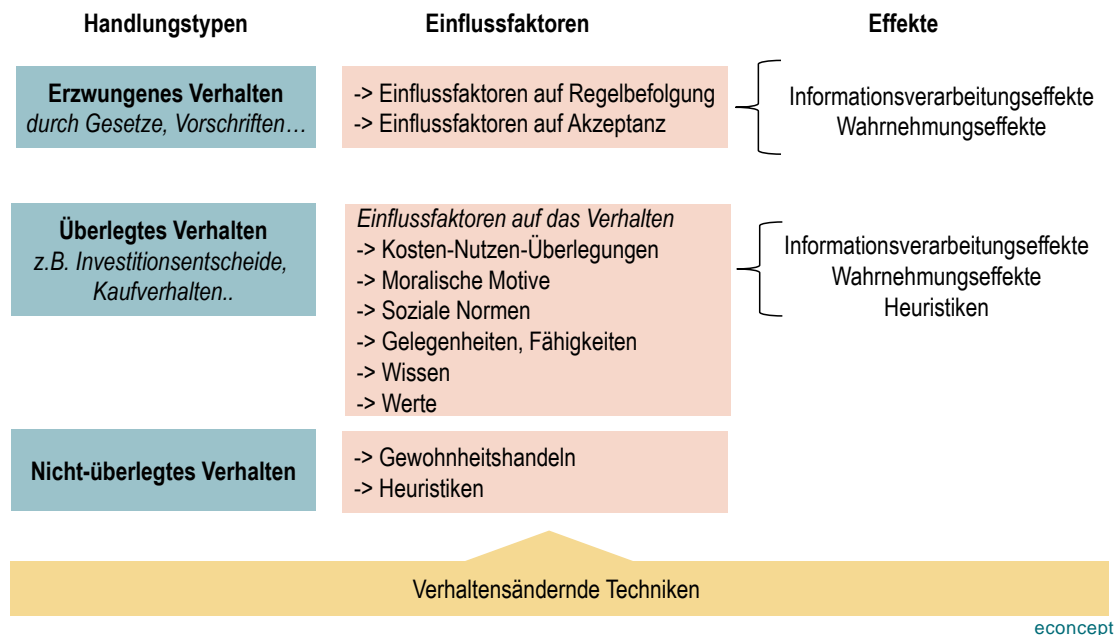 Handlungstypen
Einflussfaktoren
Effekte
Erzwungenes Verhalten
durch Gesetze, Vorschriften…
-> Einflussfaktoren auf Regelbefolgung
-> Einflussfaktoren auf Akzeptanz
Informationsverarbeitungseffekte
Wahrnehmungseffekte
Überlegtes Verhalten
z.B. Investitionsentscheide,
Kaufverhalten..
Einflussfaktoren auf das Verhalten
-> Kosten-Nutzen-Überlegungen
-> Moralische Motive
-> Soziale Normen
-> Gelegenheiten, Fähigkeiten
-> Wissen
-> Werte
Informationsverarbeitungseffekte
Wahrnehmungseffekte
Heuristiken
Nicht-überlegtes Verhalten
-> Gewohnheitshandeln
-> Heuristiken
Verhaltensändernde Techniken
econcept